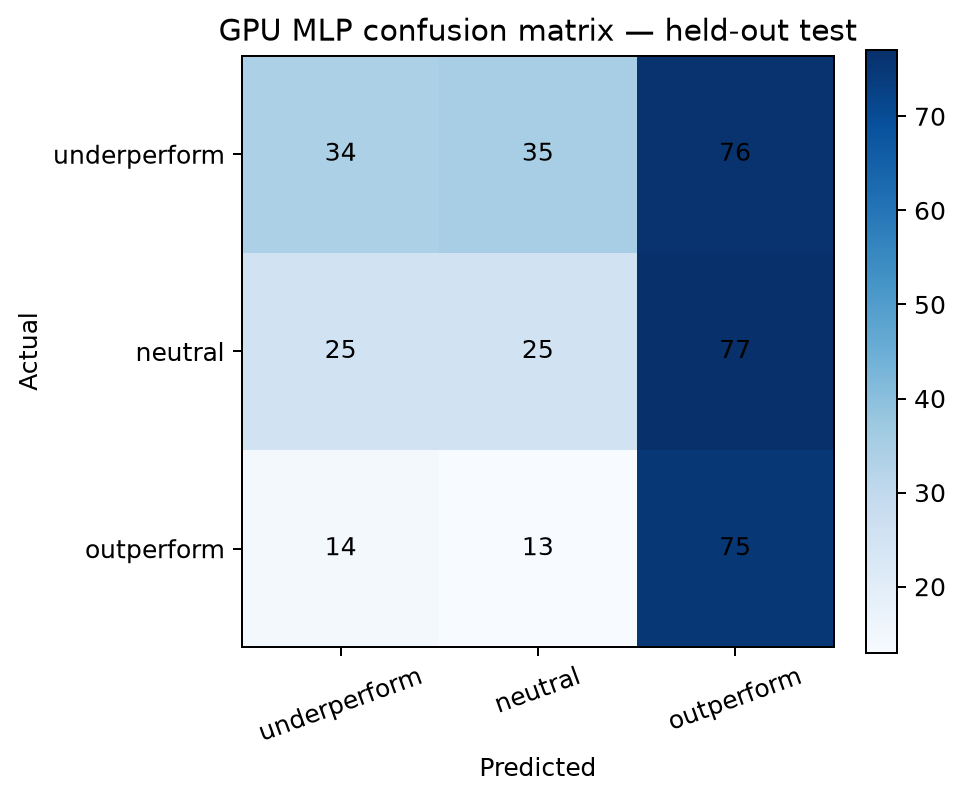 GPU MLP confusion matrix — held-out test
underperform 34 35 76
neutral 25 25 77
outperform 14 13 75
underperform neutral outperform
Predicted
Actual
70
60
50
40
30
20